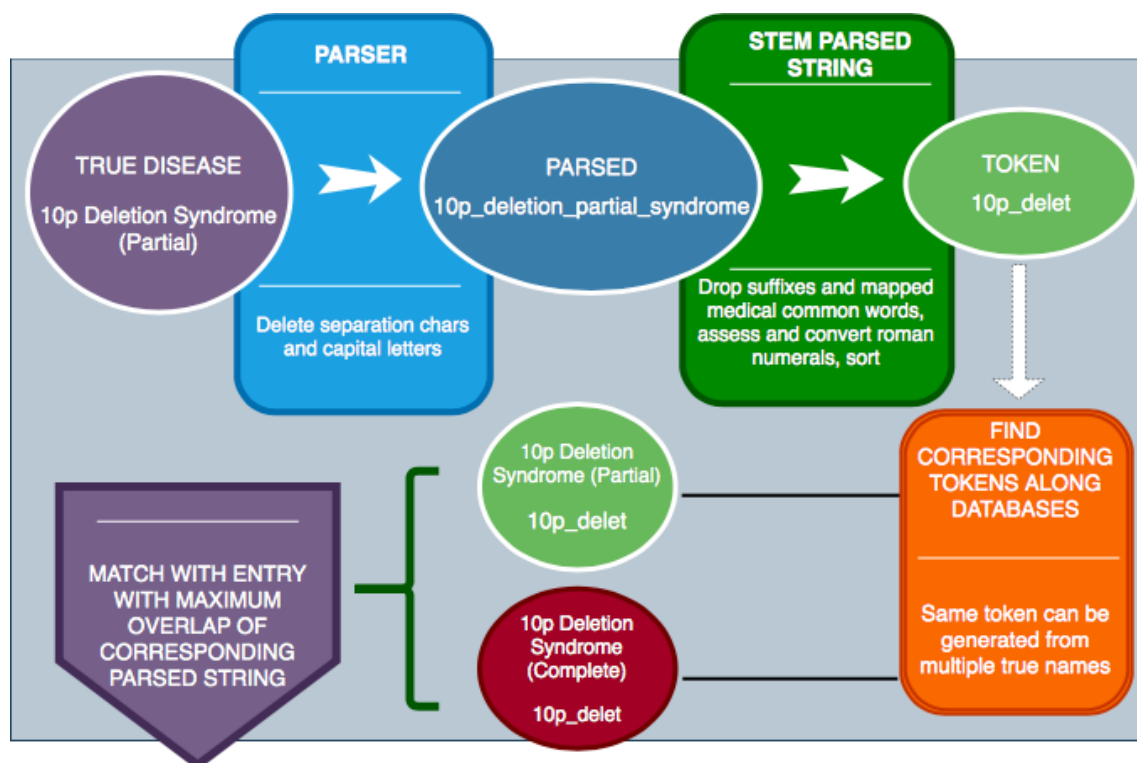 PARSER
STEM PARSED
STRING
TRUE DISEASE
10p Deletion Syndrome
(Partial)
PARSED
10p_deletion_partial_syndrome
TOKEN
10p_delet
Delete separation chars
and capital letters
Drop suffixes and mapped
medical common words,
assess and convert roman
numerals, sort
FIND
CORRESPONDING
TOKENS ALONG
DATABASES
Same token can be
generated from
multiple true names
10p Deletion
Syndrome (Partial)
10p_delet
10p Deletion
Syndrome
(Complete)
10p_delet
MATCH WITH ENTRY
WITH MAXIMUM
OVERLAP OF
CORRESPONDING
PARSED STRING